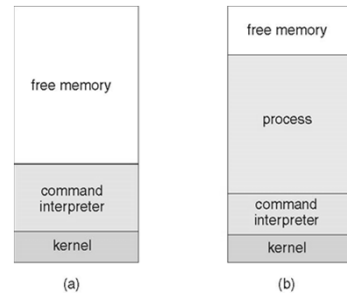 free memory
command
interpreter
kernel
(a)
free memory
process
command
interpreter
kernel
(b)